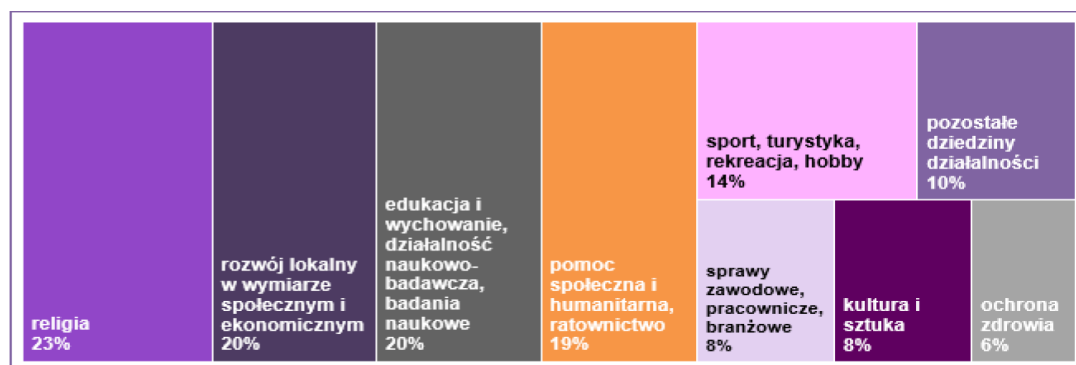 religia
23%
rozwój lokalny
w wymiarze
społecznym i
ekonomicznym
20%
edukacja i
wychowanie,
działalność
naukowo-
badawcza,
badania
naukowe
20%
pomoc
społeczna i
humanitarna,
ratownictwo
19%
sport, turystyka,
rekreacja, hobby
14%
pozostałe
dziedziny
działalności
10%
sprawy
zawodowe,
pracownicze,
branżowe
8%
kultura i
sztuka
8%
ochrona
zdrowia
6%